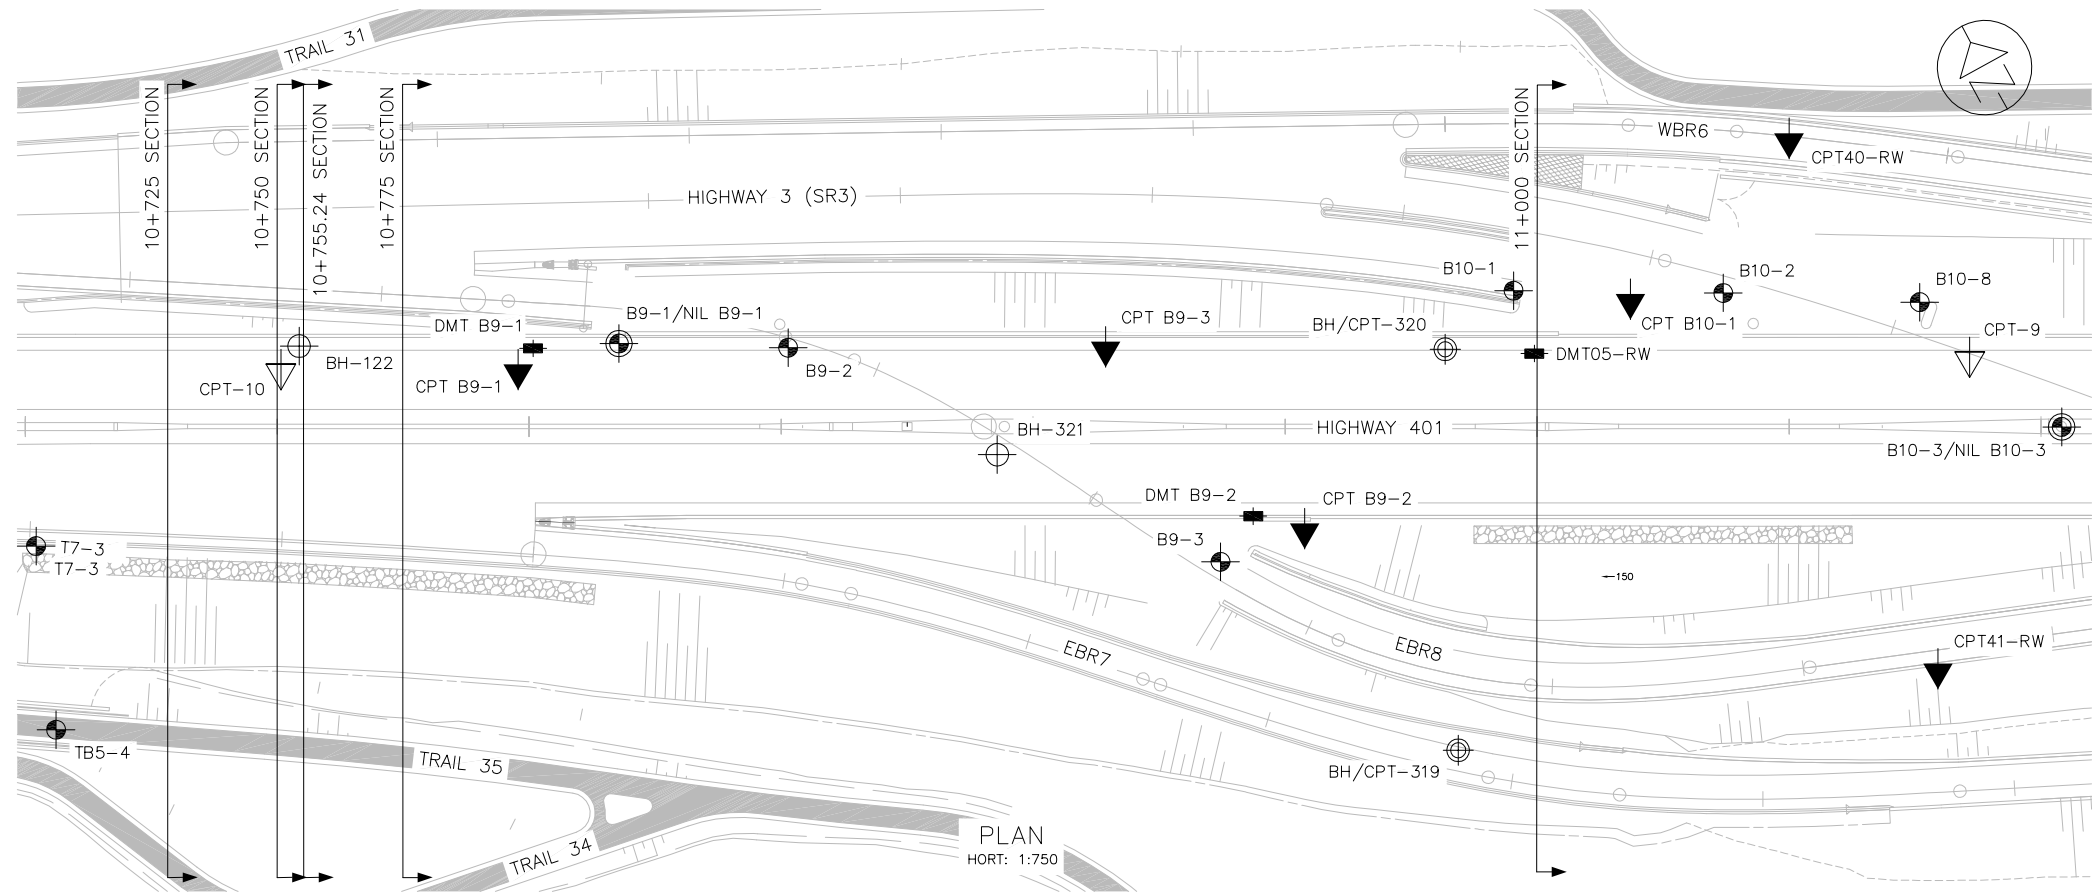 TRAIL 31
10+725 SECTION
10+750 SECTION
10+755.24 SECTION
10+775 SECTION
11+000 SECTION
WBR6
CPT40-RW
HIGHWAY 3 (SR3)
B10-1
B10-2
B10-8
DMT B9-1
B9-1/NIL B9-1
CPT B9-3
BH/CPT-320
CPT B10-1
CPT-9
BH-122
B9-2
DMT05-RW
CPT-10
CPT B9-1
BH-321
HIGHWAY 401
B10-3/NIL B10-3
DMT B9-2
CPT B9-2
B9-3
T7-3
T7-3
150
EBR7
EBR8
CPT41-RW
TB5-4
TRAIL 35
BH/CPT-319
TRAIL 34
PLAN
HORT: 1:750